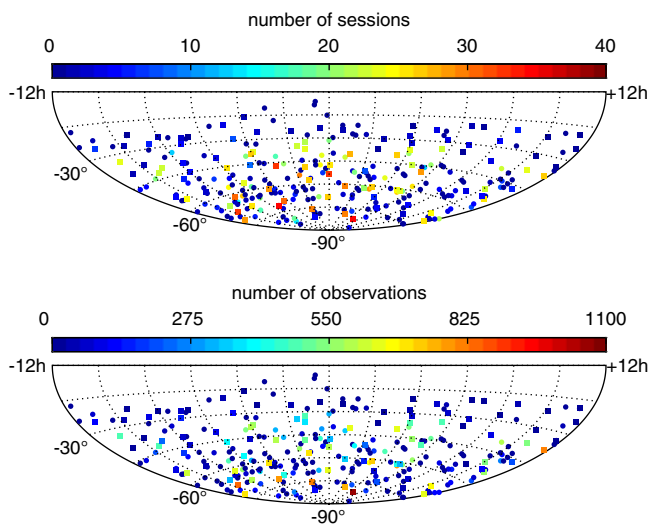 number of sessions
0 10 20 30 40
-12h +12h
-30°
-60°
-90°
number of observations
0 275 550 825 1100
-12h +12h
-30°
-60°
-90°